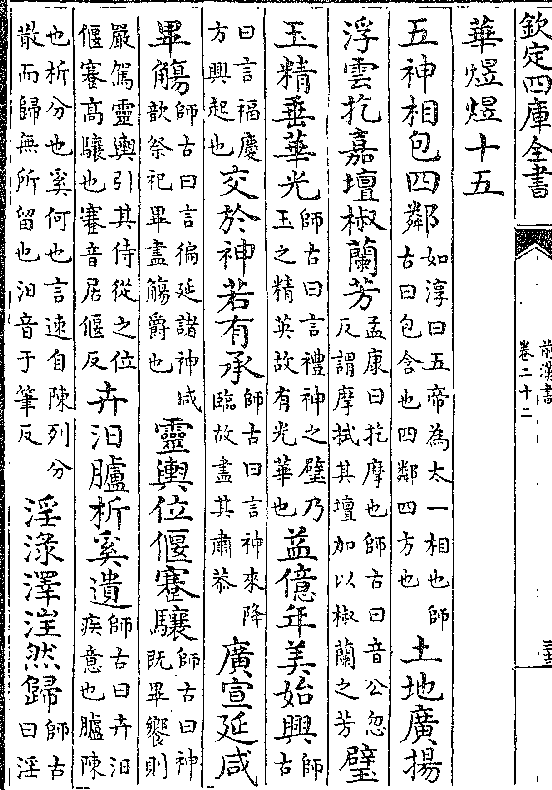 欽定四庫全書
前漢書
卷二十二
華煜煜十五
五神相包四鄰如淳曰五帝為太一相也師古曰包含也四鄰四方也土地廣揚
浮雲扢嘉壇椒蘭芳孟康曰扢摩也師古曰音公忽反謂摩拭其壇加以椒蘭之芳璧
玉精垂華光師古曰言禮神之璧乃玉之精英故有光華也益億年美始興師古
曰言福慶方興起也交於神若有承師古曰言神來降臨故盡其肅恭廣宣延咸
畢觴師古曰言徧延諸神咸歆祭祀畢盡觴爵也靈輿位偃蹇驤師古曰神既畢饗則
嚴駕靈輿引其侍從之位偃蹇高驤也蹇音居偃反卉汩臚析奚遺師古曰卉汩疾意也臚陳
也析分也奚何也言速自陳列分散而歸無所留也汩音于筆反淫淥澤汪然歸師古曰淫